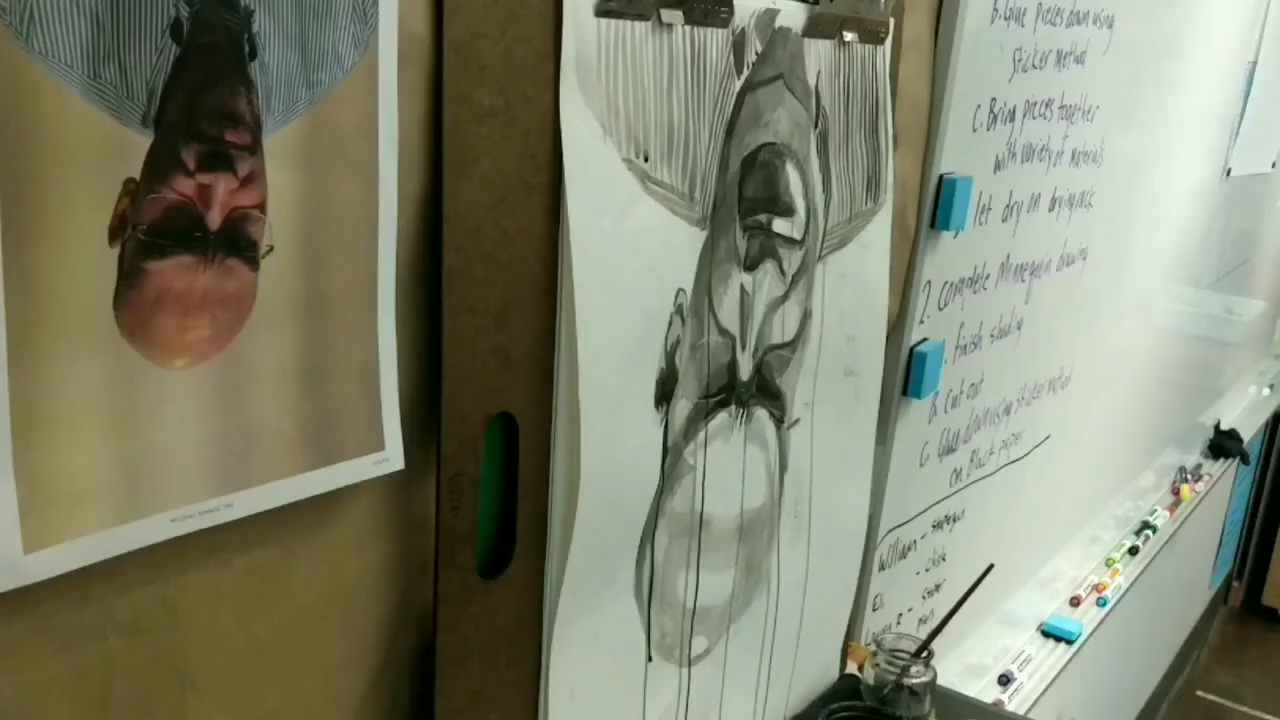 B. Glue pieces down using
Sticker method
C. Bring pieces together
with variety of materials
let dry on drying rack
2. Complete Mannequin drawing
. finish shading
B. Cut out
C. Glue down using sticker method
on Black paper
William -